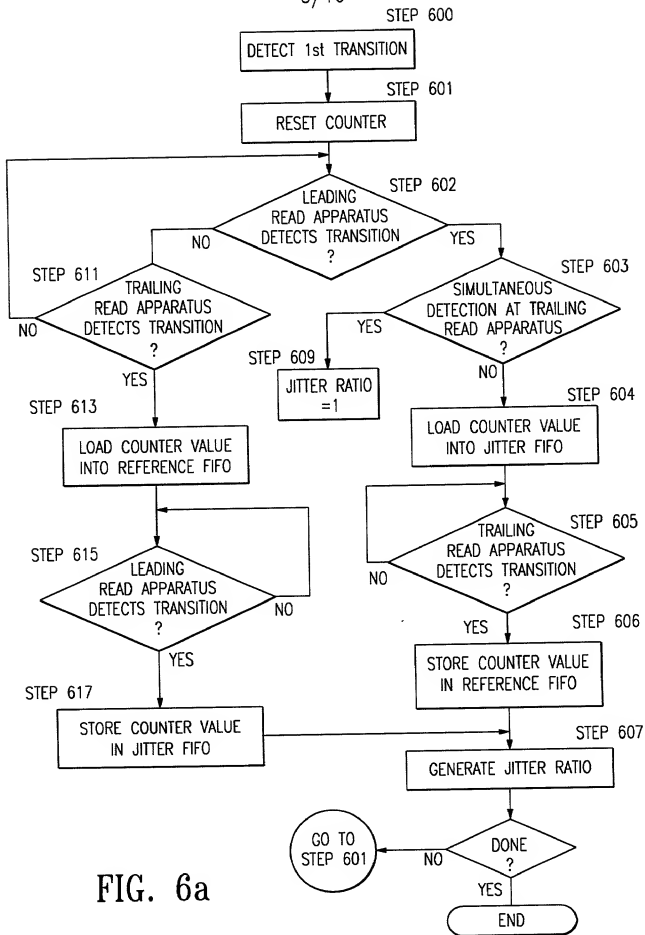 STEP 600
DETECT 1st TRANSITION
STEP 601
RESET COUNTER
STEP 602
LEADING
READ APPARATUS
DETECTS TRANSITION
?
NO
YES
STEP 611
TRAILING
READ APPARATUS
DETECTS TRANSITION
?
NO
YES
STEP 603
SIMULTANEOUS
DETECTION AT TRAILING
READ APPARATUS
?
YES
NO
STEP 609
JITTER RATIO
=1
STEP 613
LOAD COUNTER VALUE
INTO REFERENCE FIFO
STEP 604
LOAD COUNTER VALUE
INTO JITTER FIFO
STEP 615
LEADING
READ APPARATUS
DETECTS TRANSITION
?
NO
YES
STEP 605
TRAILING
READ APPARATUS
DETECTS TRANSITION
?
NO
YES
STEP 606
STORE COUNTER VALUE
IN REFERENCE FIFO
STEP 617
STORE COUNTER VALUE
IN JITTER FIFO
STEP 607
GENERATE JITTER RATIO
DONE
?
NO
YES
GO TO
STEP 601
END
FIG. 6a